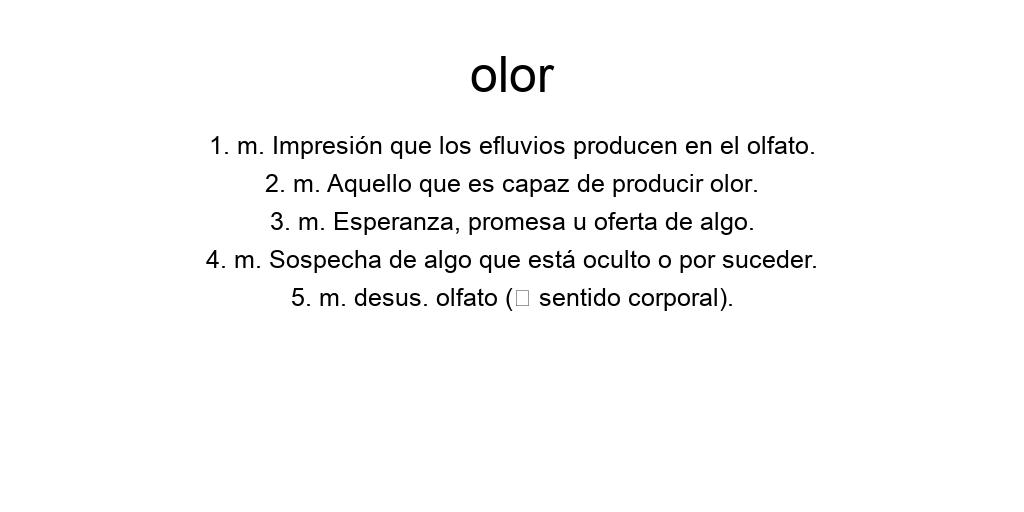 olor
1. m. Impresión que los efluvios producen en el olfato.
2. m. Aquello que es capaz de producir olor.
3. m. Esperanza, promesa u oferta de algo.
4. m. Sospecha de algo que está oculto o por suceder.
5. m. desus. olfato (□ sentido corporal).